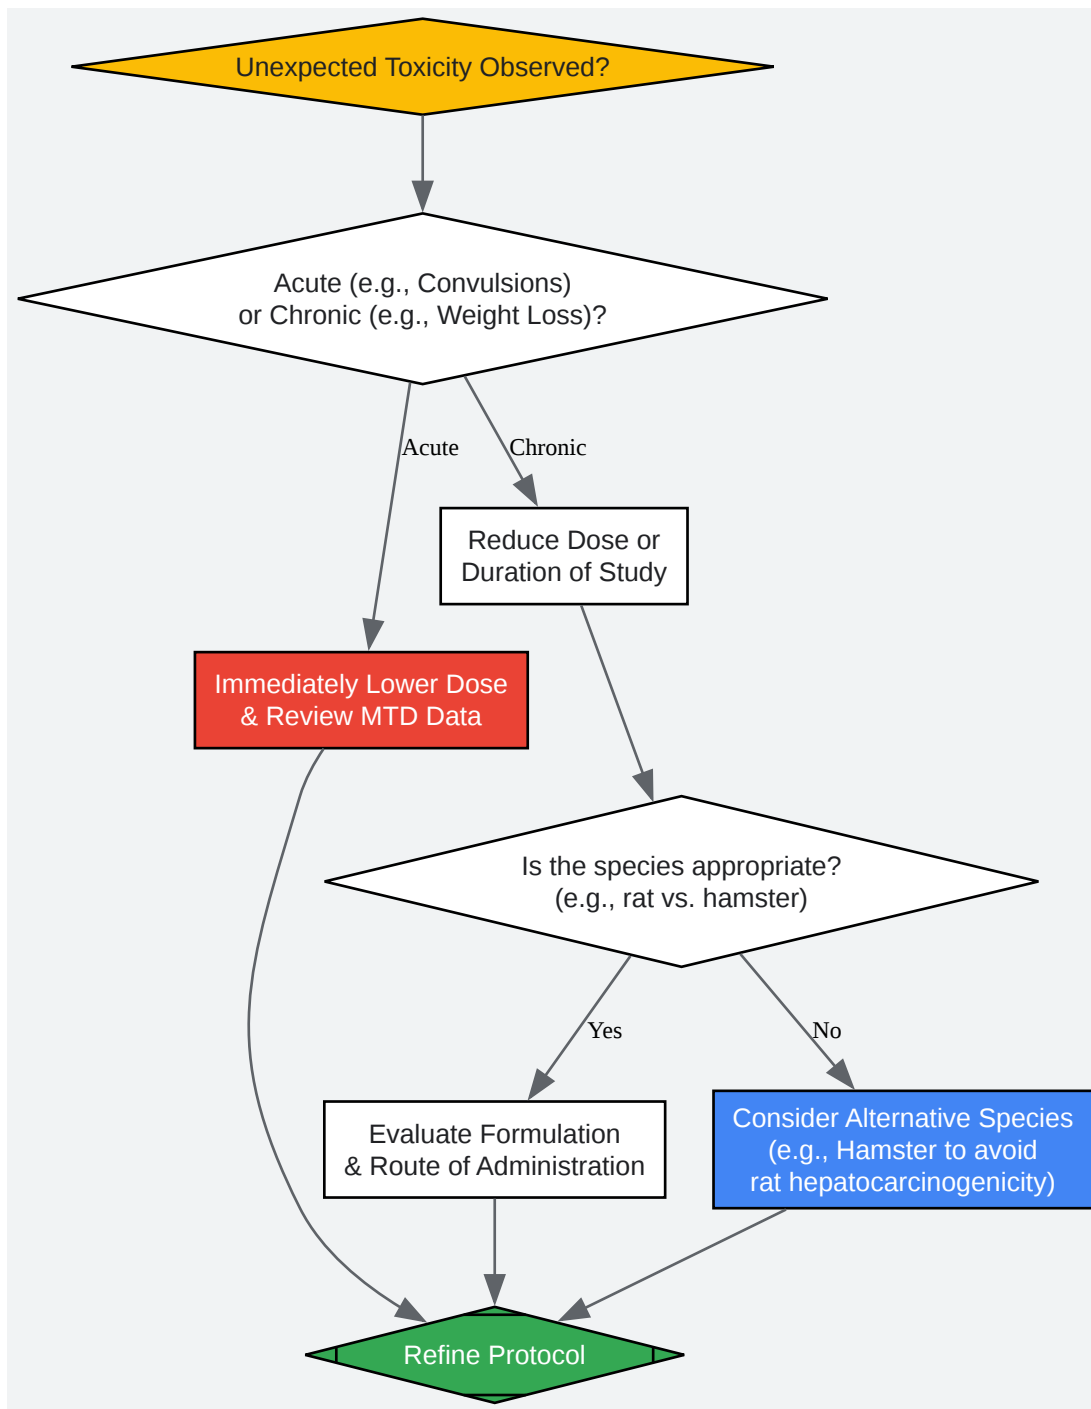 Unexpected Toxicity Observed?
Acute (e.g., Convulsions)
or Chronic (e.g., Weight Loss)?
Acute
Chronic
Reduce Dose or
Duration of Study
Immediately Lower Dose
& Review MTD Data
Is the species appropriate?
(e.g., rat vs. hamster)
Yes
No
Evaluate Formulation
& Route of Administration
Consider Alternative Species
(e.g., Hamster to avoid
rat hepatocarcinogenicity)
Refine Protocol